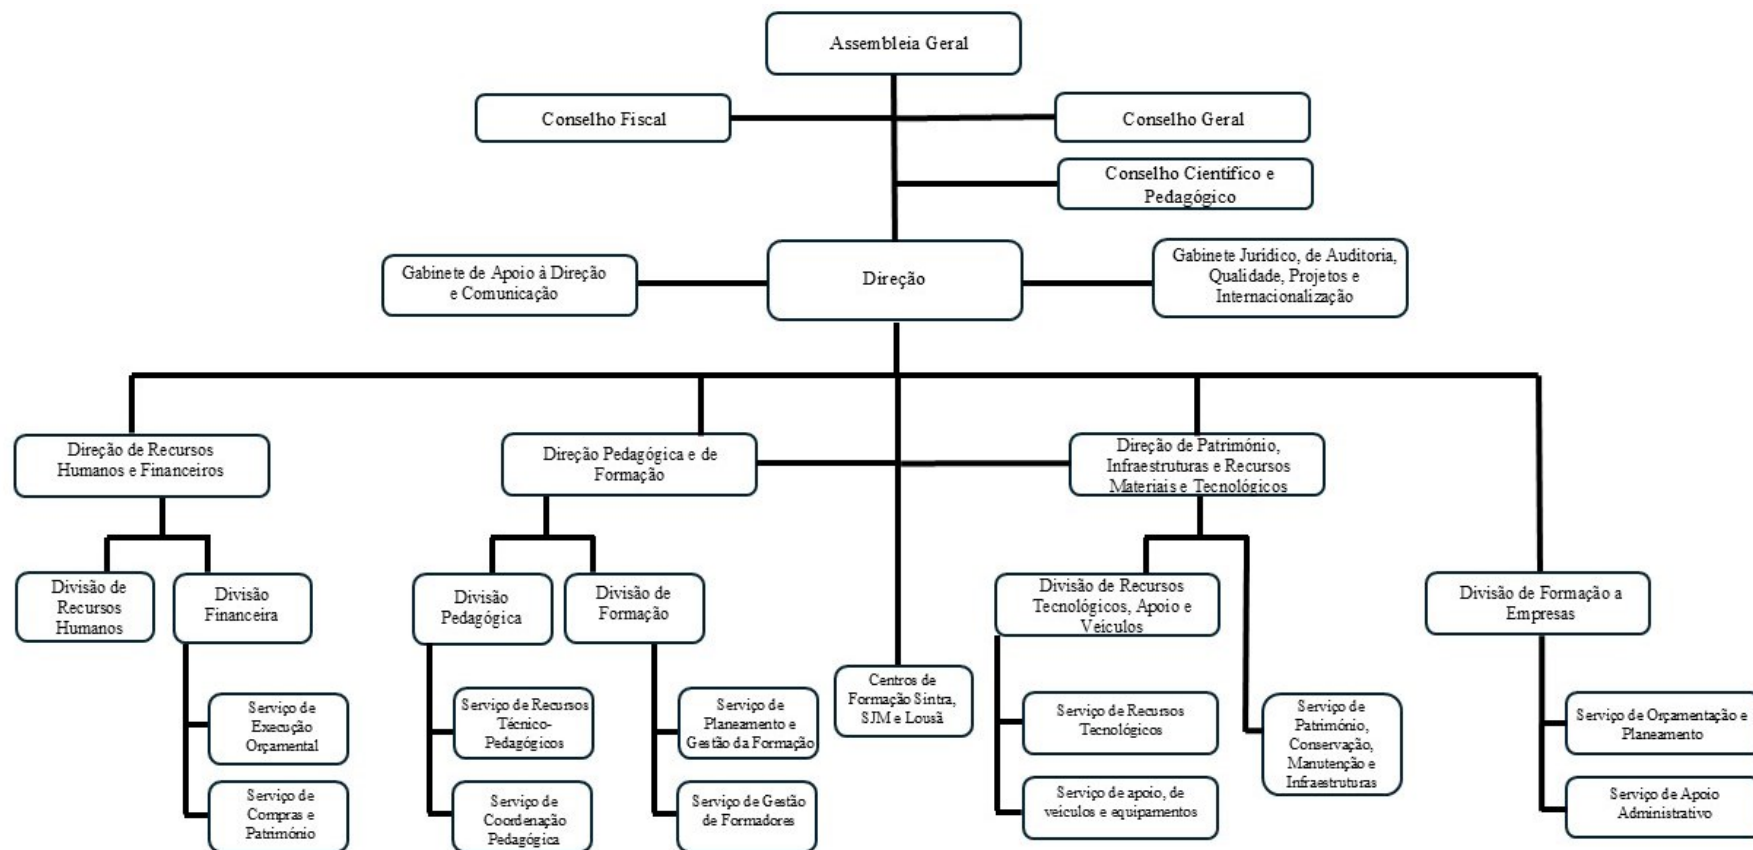 Assembleia Geral
Conselho Fiscal
Conselho Geral
Conselho Científico e
Pedagógico
Gabinete de Apoio à Direção
e Comunicação
Direção
Gabinete Jurídico, de Auditoria,
Qualidade, Projetos e
Internacionalização
Direção de Recursos
Humanos e Financeiros
Direção Pedagógica e de
Formação
Direção de Património,
Infraestruturas e Recursos
Materiais e Tecnológicos
Divisão de
Recursos
Humanos
Divisão
Financeira
Divisão
Pedagógica
Divisão de
Formação
Divisão de Recursos
Tecnológicos, Apoio e
Veículos
Divisão de Formação a
Empresas
Serviço de
Execução
Orçamental
Serviço de
Compras e
Património
Serviço de Recursos
Técnico-
Pedagógicos
Serviço de
Coordenação
Pedagógica
Serviço de
Planeamento e
Gestão da Formação
Serviço de Gestão
de Formadores
Centros de
Formação Sintra,
SJM e Lousã
Serviço de Recursos
Tecnológicos
Serviço de apoio, de
veículos e equipamentos
Serviço de
Património,
Conservação,
Manutenção e
Infraestruturas
Serviço de Orçamentação e
Planeamento
Serviço de Apoio
Administrativo